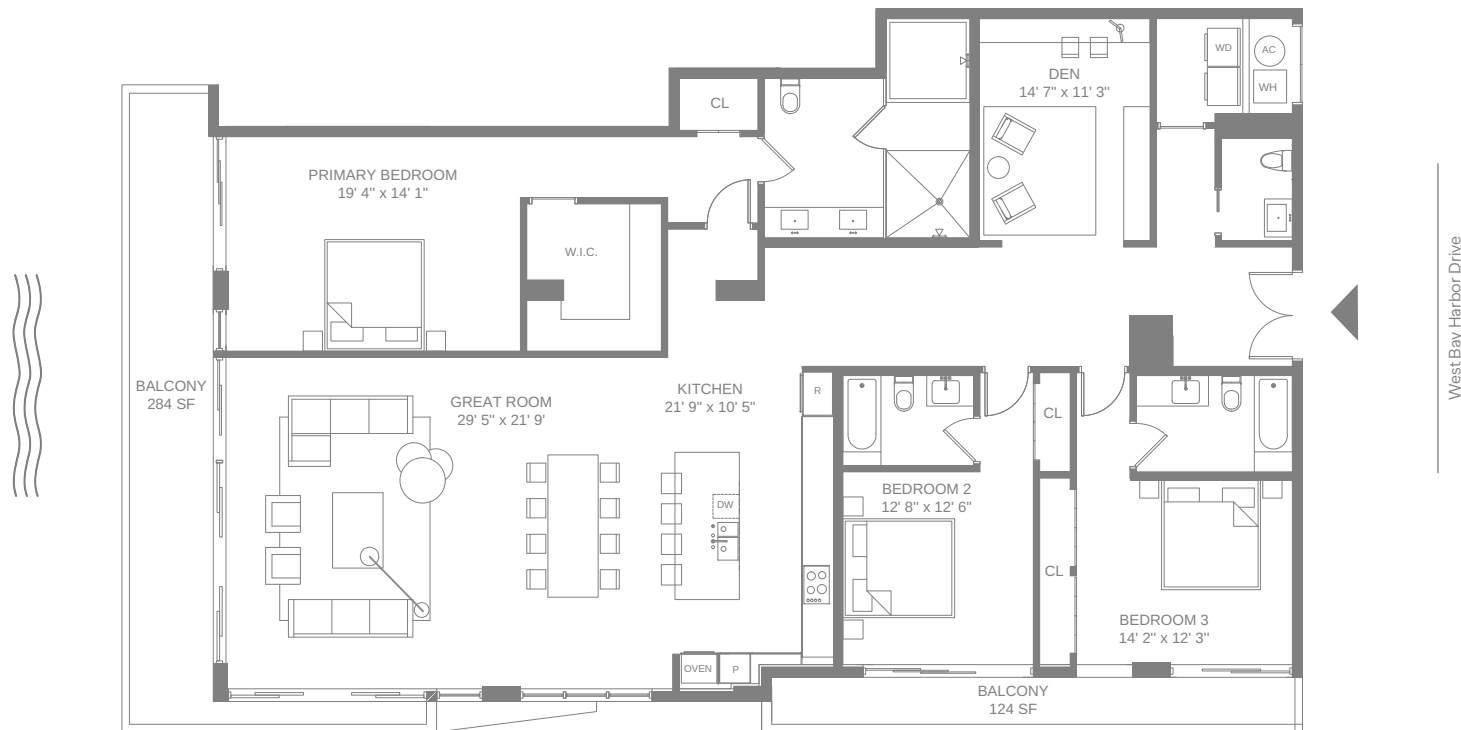 DEN
14' 7" x 11' 3"
WD
AC
WH
CL
PRIMARY BEDROOM
19' 4" x 14' 1"
W.I.C.
BALCONY
284 SF
GREAT ROOM
29' 5" x 21' 9'
KITCHEN
21' 9" x 10' 5"
R
DW
OVEN
P
CL
CL
BEDROOM 2
12' 8" x 12' 6"
BEDROOM 3
14' 2" x 12' 3"
BALCONY
124 SF
West Bay Harbor Drive